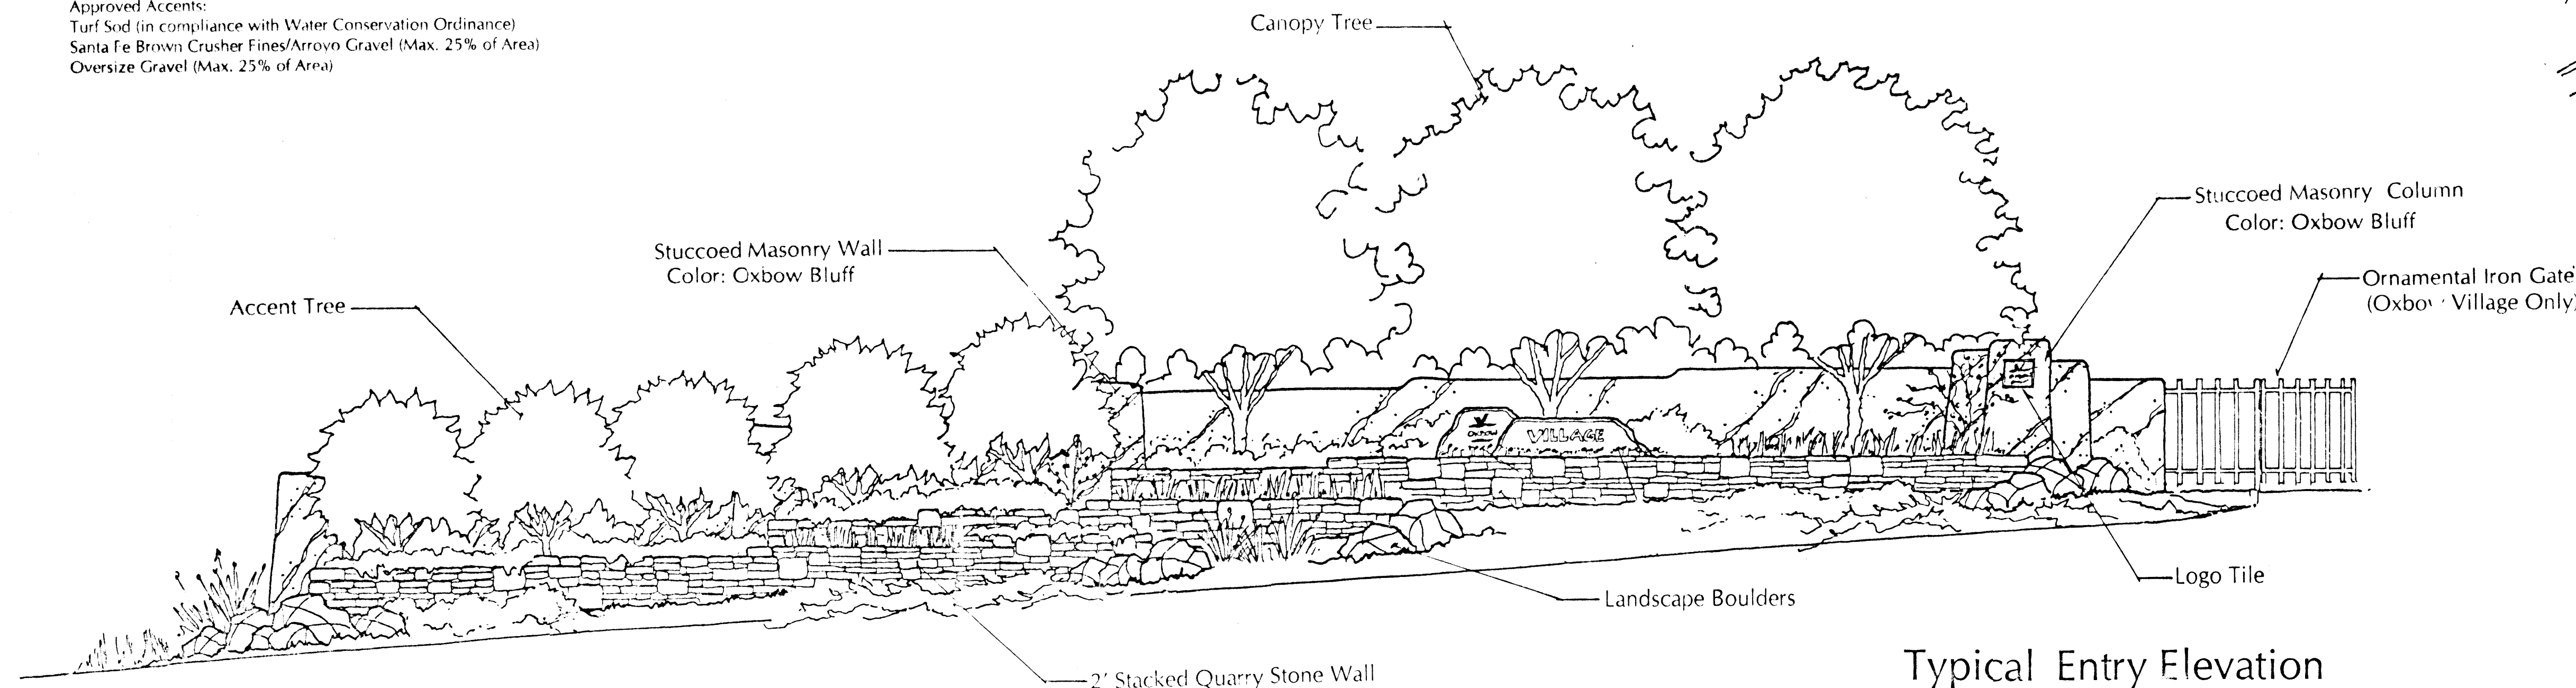 Approved Accents:
Turf Sod (in compliance with Water Conservation Ordinance)
Santa Fe Brown Crusher Fines/Arroyo Gravel (Max. 25% of Area)
Oversize Gravel (Max. 25% of Area)
Canopy Tree
Stuccoed Masonry Column
Color: Oxbow Bluff
Stuccoed Masonry Wall
Color: Oxbow Bluff
Ornamental Iron Gate
(Oxbow Village Only)
Accent Tree
OXBOW
VILLAGE
Logo Tile
Landscape Boulders
2' Stacked Quarry Stone Wall
Typical Entry Elevation